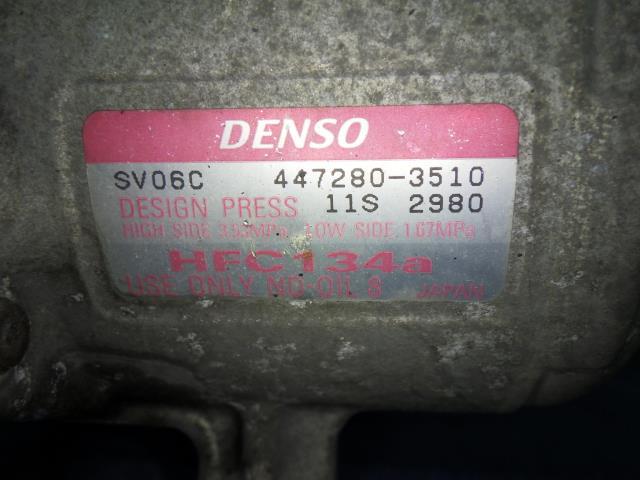 DENSO
SV06C 447280-3510
DESIGN PRESS 11S 2980
HIGH SIDE 3.53MPa LOW SIDE 1.67MPa
HFC134a
USE ONLY ND-OIL 8 JAPAN